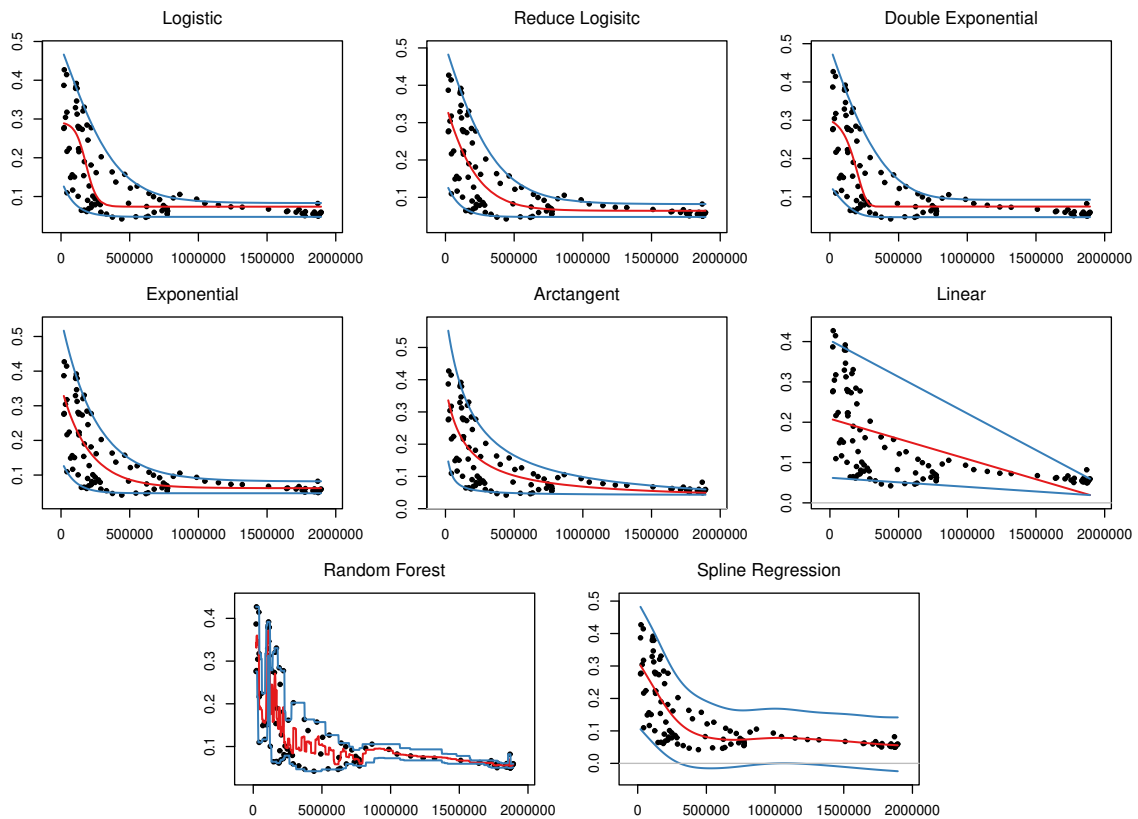 Logistic
0.1 0.2 0.3 0.4 0.5
0 500000 1000000 1500000 2000000
Reduce Logisitc
0.1 0.2 0.3 0.4 0.5
0 500000 1000000 1500000 2000000
Double Exponential
0.1 0.2 0.3 0.4 0.5
0 500000 1000000 1500000 2000000
Exponential
0.1 0.2 0.3 0.4 0.5
0 500000 1000000 1500000 2000000
Arctangent
0.0 0.1 0.2 0.3 0.4 0.5
0 500000 1000000 1500000 2000000
Linear
0.0 0.1 0.2 0.3 0.4
0 500000 1000000 1500000 2000000
Random Forest
0.1 0.2 0.3 0.4
0 500000 1000000 1500000 2000000
Spline Regression
0.0 0.1 0.2 0.3 0.4 0.5
0 500000 1000000 1500000 2000000